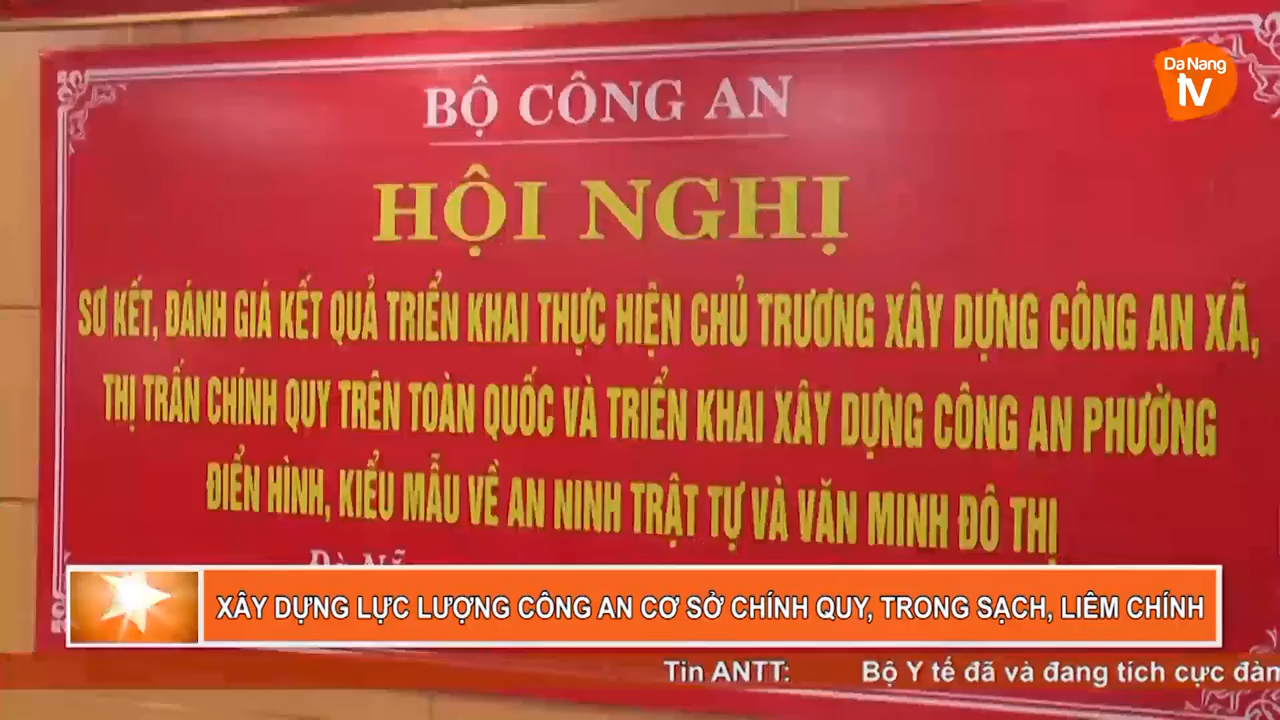 Da Nang
tv
BỘ CÔNG AN
HỘI NGHỊ
SƠ KẾT, ĐÁNH GIÁ KẾT QUẢ TRIỂN KHAI THỰC HIỆN CHỦ TRƯƠNG XÂY DỰNG CÔNG AN XÃ,
THỊ TRẤN CHÍNH QUY TRÊN TOÀN QUỐC VÀ TRIỂN KHAI XÂY DỰNG CÔNG AN PHƯỜNG
ĐIỂN HÌNH, KIỂU MẪU VỀ AN NINH TRẬT TỰ VÀ VĂN MINH ĐÔ THỊ
XÂY DỰNG LỰC LƯỢNG CÔNG AN CƠ SỞ CHÍNH QUY, TRONG SẠCH, LIÊM CHÍNH
Tin ANTT: Bộ Y tế đã và đang tích cực